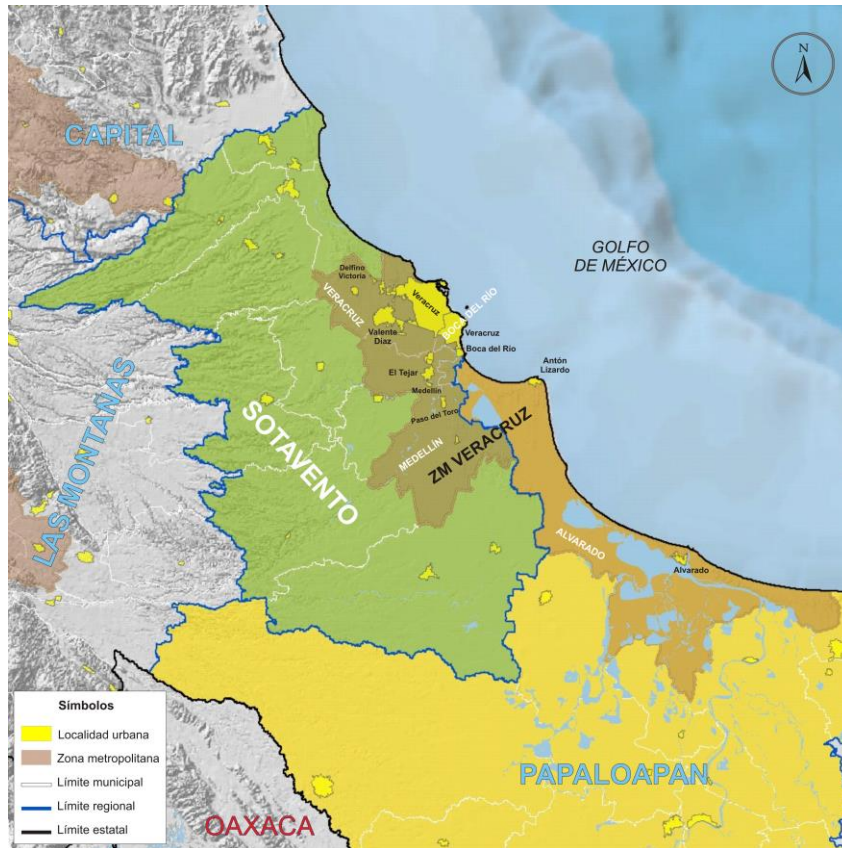 N
CAPITAL
GOLFO
DE MÉXICO
Delfino
Victoria
VERACRUZ
Veracruz
BOCA DEL RÍO
Valente
Díaz
Veracruz
Boca del Río
El Tejar
Antón
Lizardo
Medellín
Paso del Toro
LAS MONTAÑAS
SOTAVENTO
MEDELLÍN
ZM VERACRUZ
ALVARADO
Alvarado
Símbolos
Localidad urbana
Zona metropolitana
Límite municipal
Límite regional
Límite estatal
PAPALOAPAN
OAXACA